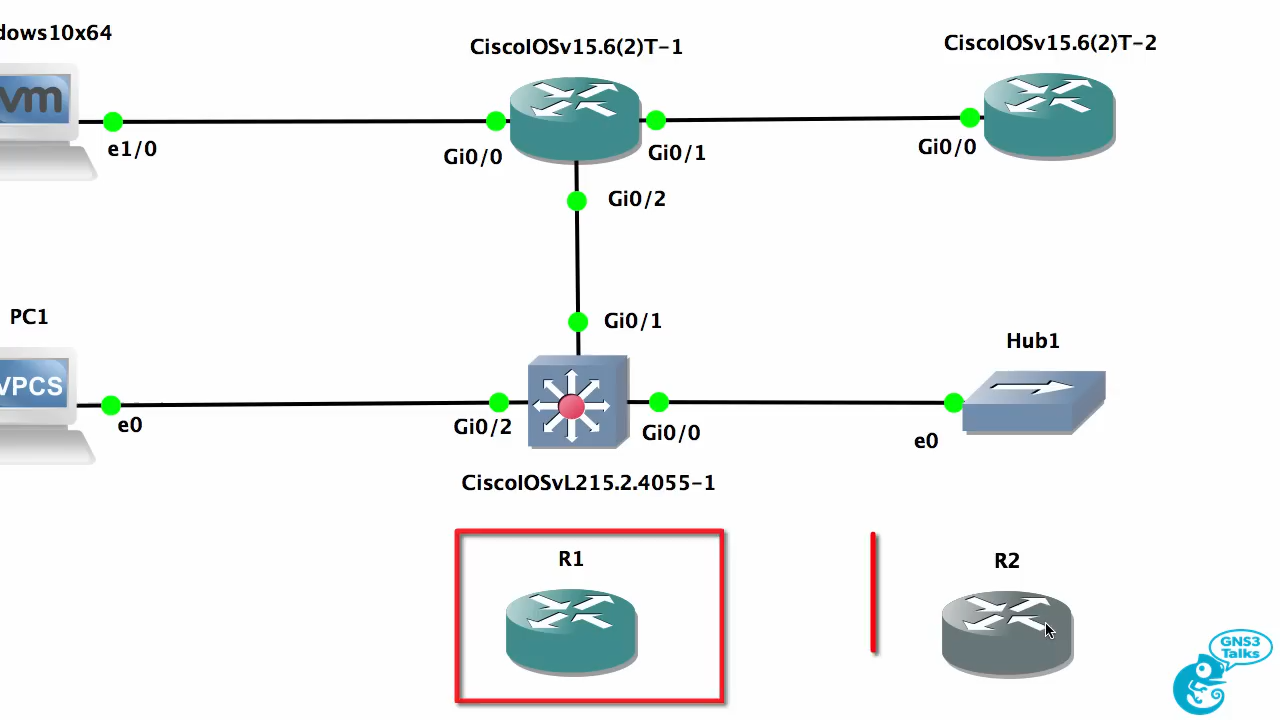 dows10x64
CiscoIOSv15.6(2)T-1
CiscoIOSv15.6(2)T-2
vm
e1/0
Gi0/0
Gi0/1
Gi0/0
Gi0/2
PC1
Gi0/1
Hub1
VPCS
e0
Gi0/2
Gi0/0
e0
CiscoIOSvL215.2.4055-1
R1
R2
GNS3
Talks